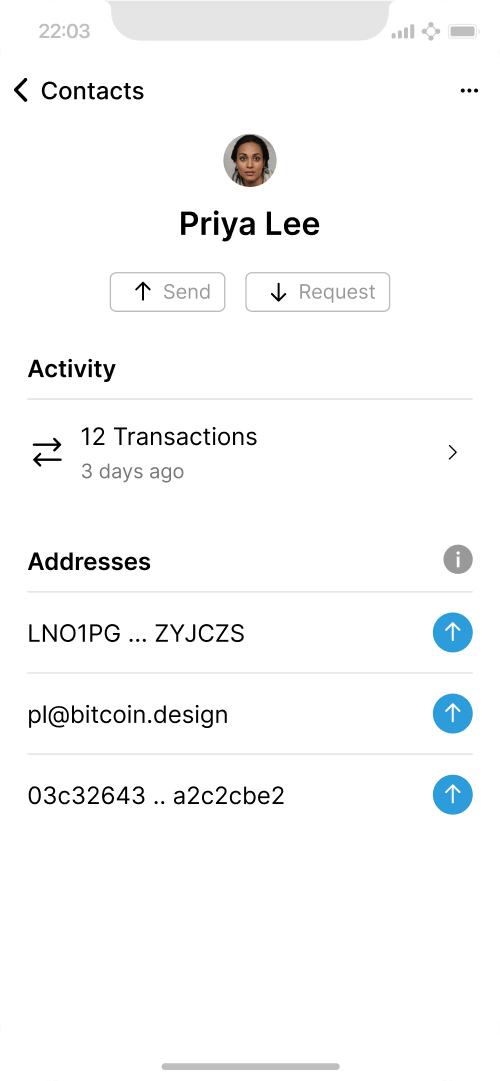 22:03
Contacts
Priya Lee
Send
Request
Activity
12 Transactions
3 days ago
Addresses
LNO1PG ... ZYJCZS
pl@bitcoin.design
03c32643 .. a2c2cbe2